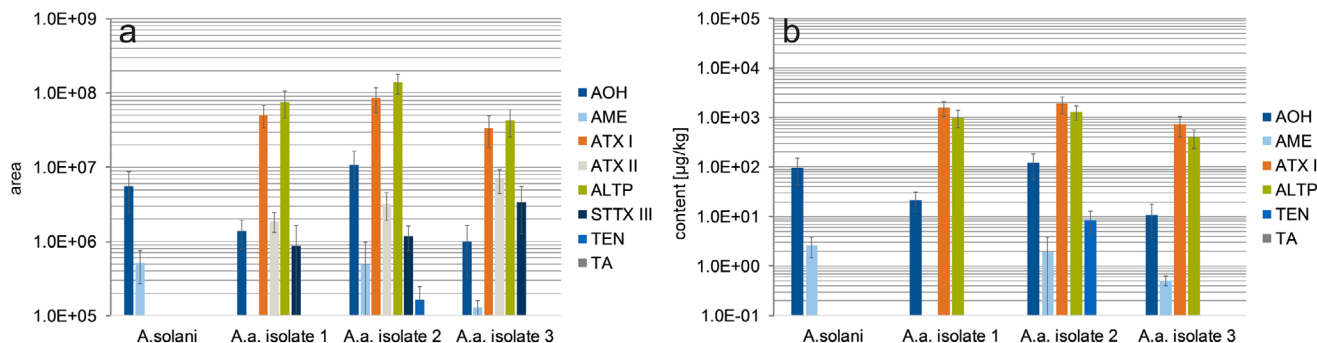 a
1.0E+09
1.0E+08
1.0E+07
1.0E+06
1.0E+05
area
A.solani
A.a. isolate 1
A.a. isolate 2
A.a. isolate 3
AOH
AME
ATX I
ATX II
ALTP
STTX III
TEN
TA
b
1.0E+05
1.0E+04
1.0E+03
1.0E+02
1.0E+01
1.0E+00
1.0E-01
content [µg/kg]
A.solani
A.a. isolate 1
A.a. isolate 2
A.a. isolate 3
AOH
AME
ATX I
ALTP
TEN
TA